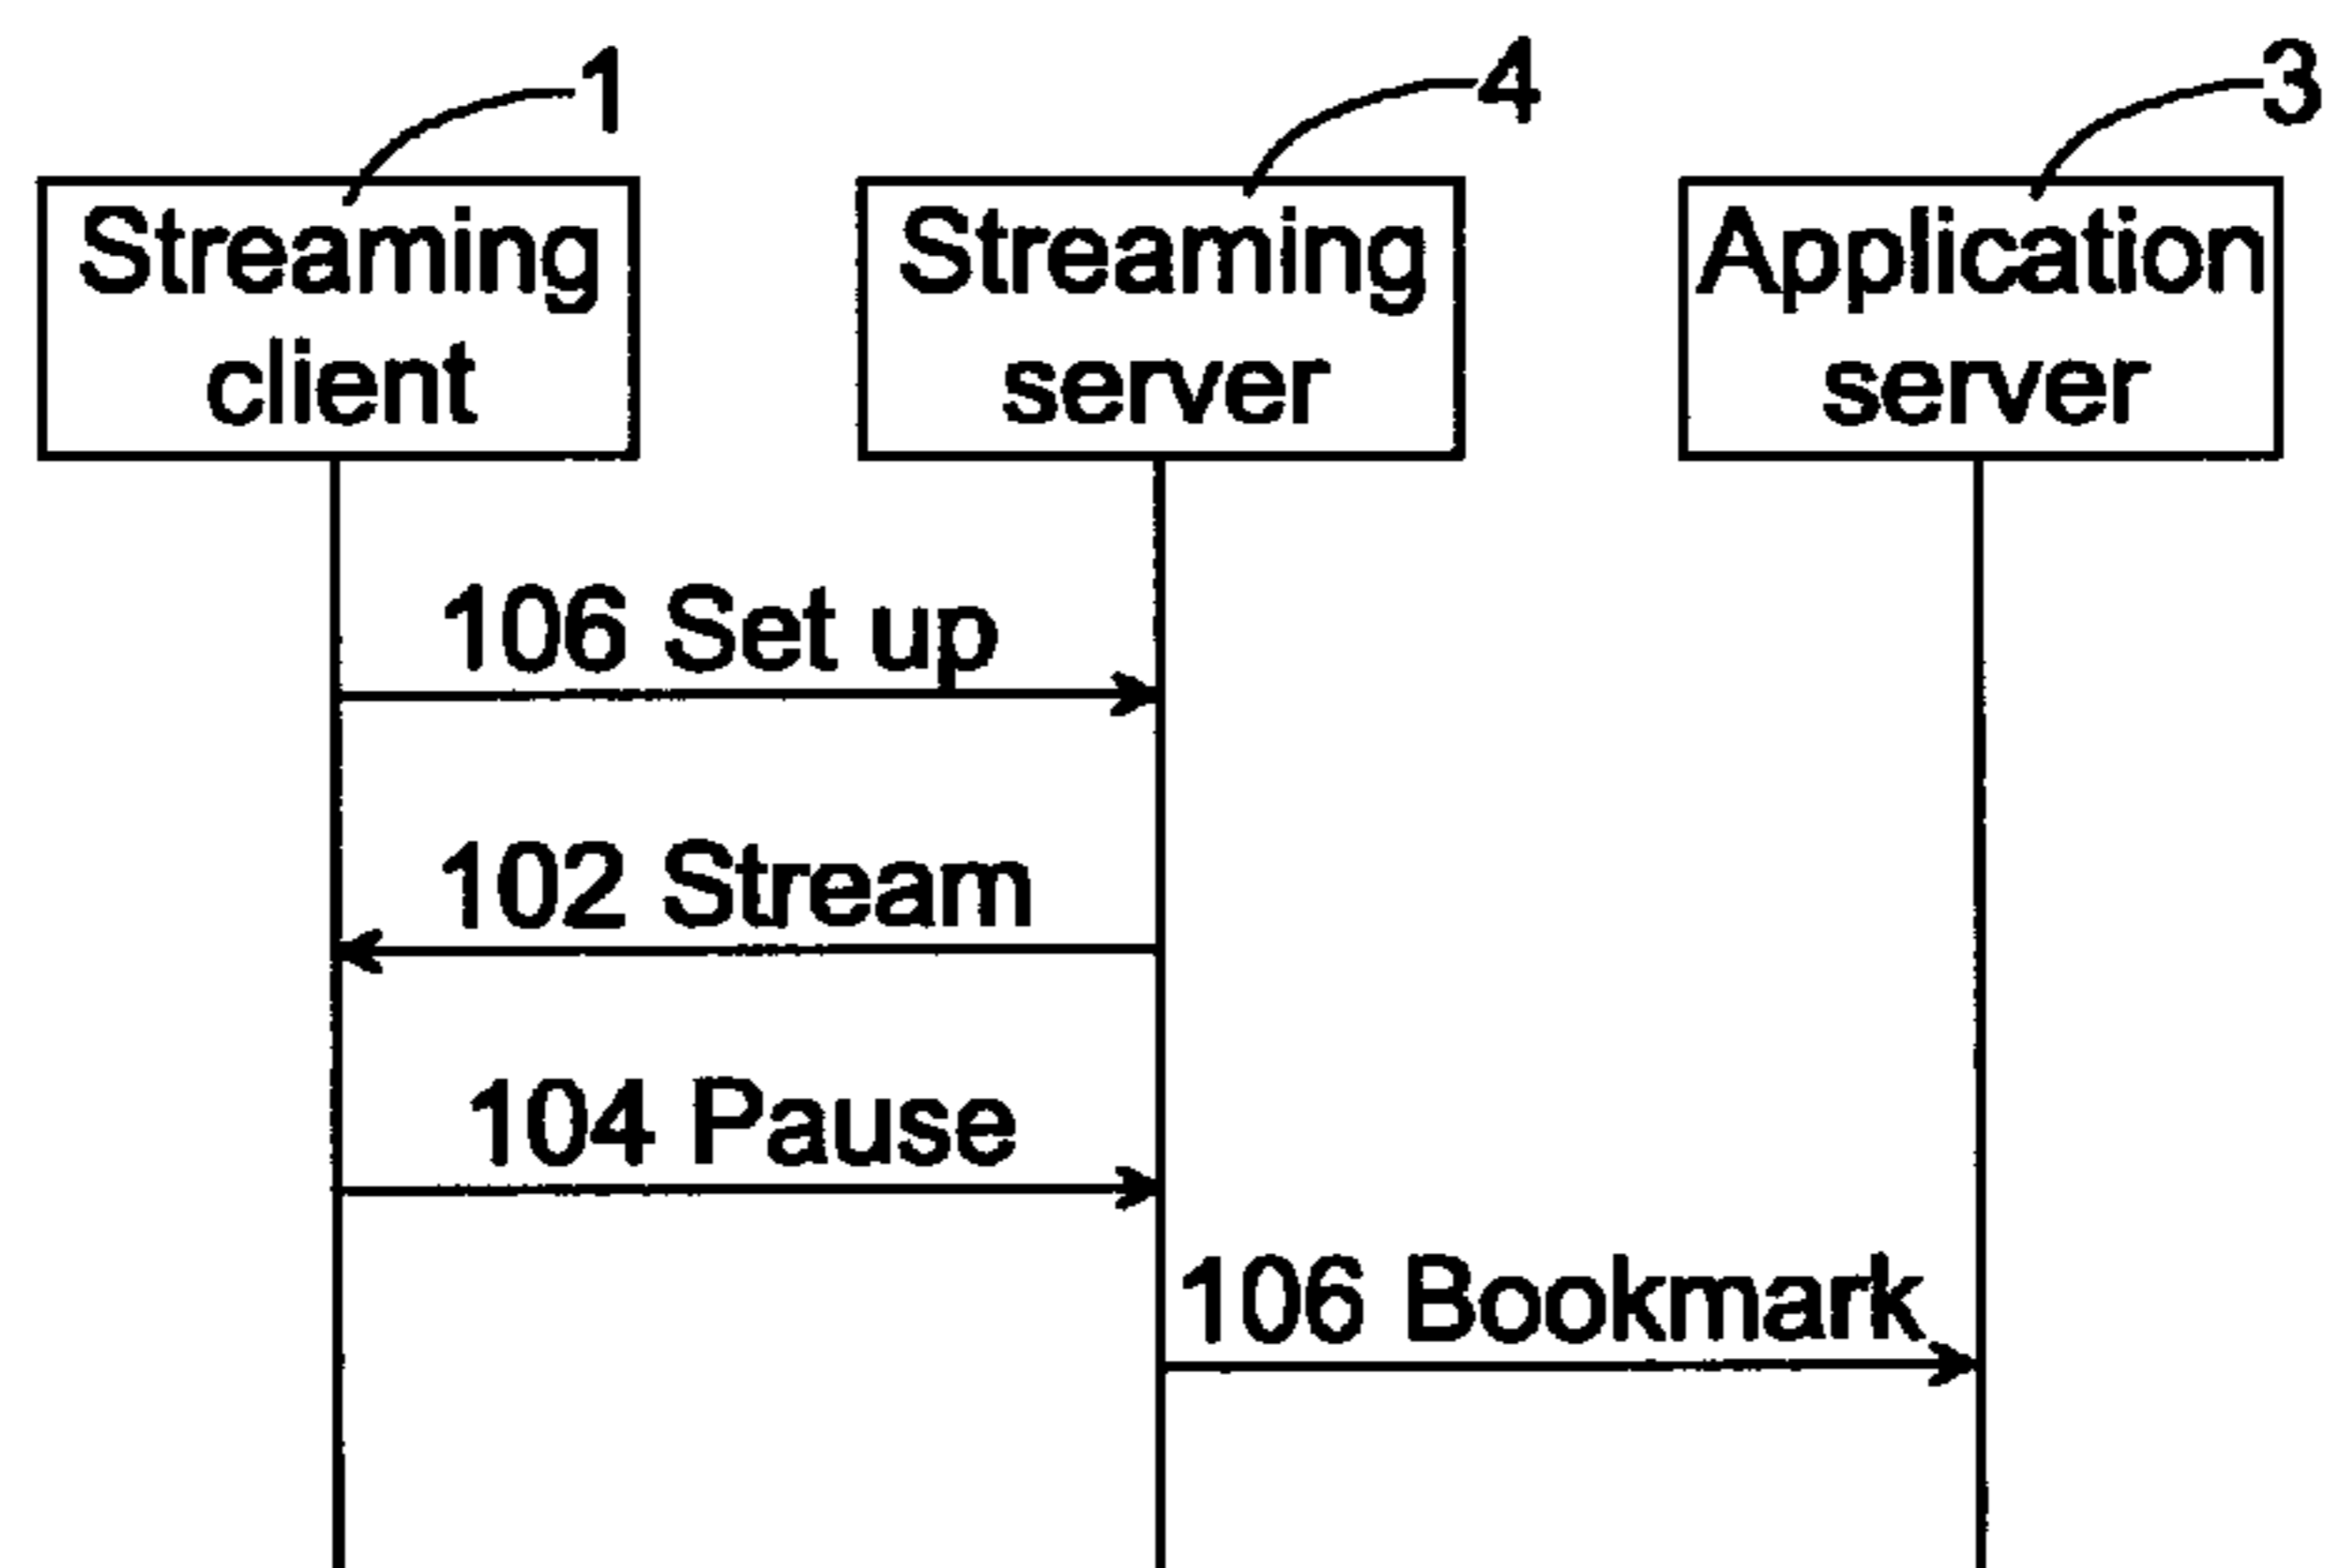 1
4
3
Streaming
client
Streaming
server
Application
server
106 Set up
102 Stream
104 Pause
106 Bookmark